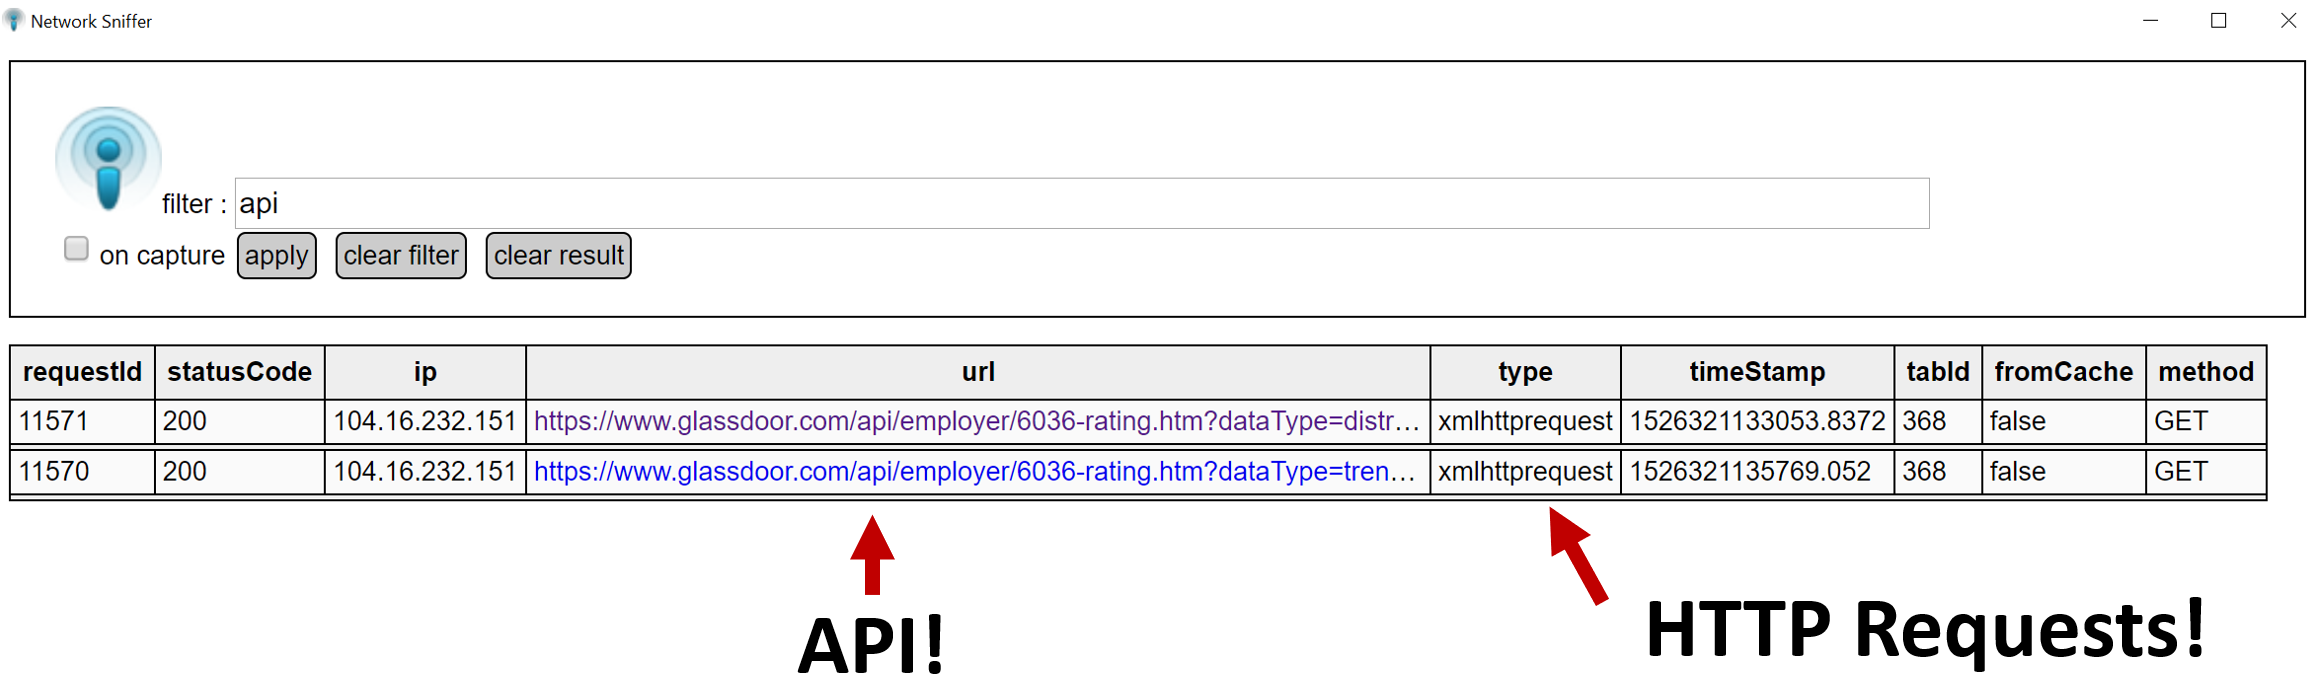 Network Sniffer
filter : api
on capture apply clear filter clear result
requestId statusCode ip url type timeStamp tabId fromCache method
11571 200 104.16.232.151 https://www.glassdoor.com/api/employer/6036-rating.htm?dataType=distr... xmlhttprequest 1526321133053.8372 368 false GET
11570 200 104.16.232.151 https://www.glassdoor.com/api/employer/6036-rating.htm?dataType=tren... xmlhttprequest 1526321135769.052 368 false GET
API!
HTTP Requests!